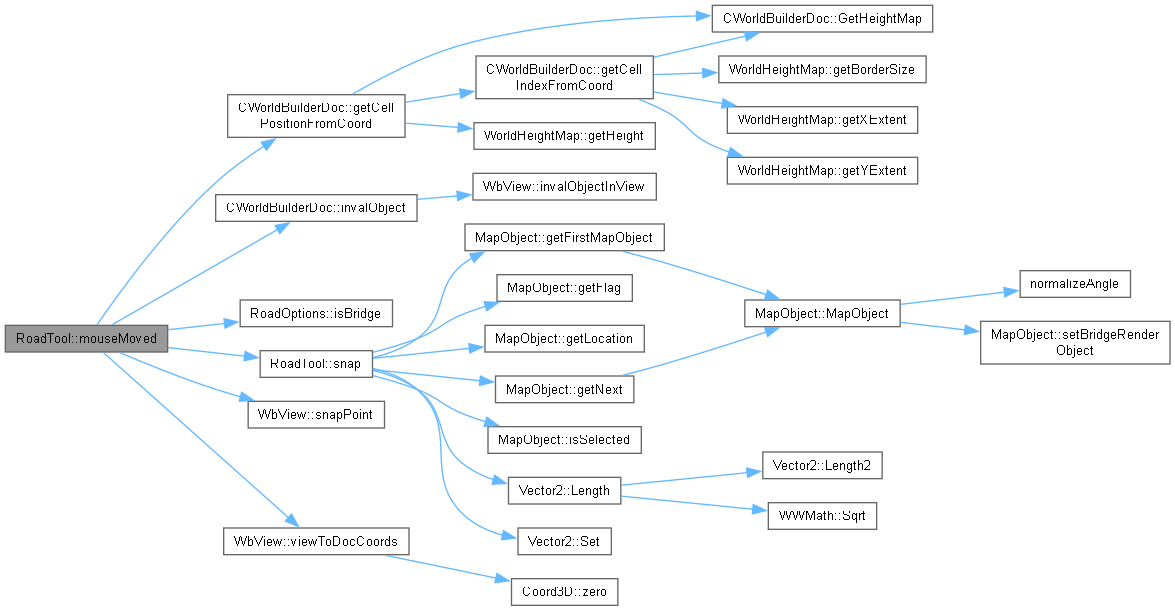 CWorldBuilderDoc::GetHeightMap
CWorldBuilderDoc::getCell
IndexFromCoord
WorldHeightMap::getBorderSize
CWorldBuilderDoc::getCell
PositionFromCoord
WorldHeightMap::getXExtent
WorldHeightMap::getHeight
WorldHeightMap::getYExtent
WbView::invalObjectInView
CWorldBuilderDoc::invalObject
MapObject::getFirstMapObject
MapObject::getFlag
normalizeAngle
RoadOptions::isBridge
MapObject::MapObject
RoadTool::mouseMoved
MapObject::getLocation
MapObject::setBridgeRender
Object
RoadTool::snap
MapObject::getNext
WbView::snapPoint
MapObject::isSelected
Vector2::Length2
Vector2::Length
WWMath::Sqrt
WbView::viewToDocCoords
Vector2::Set
Coord3D::zero